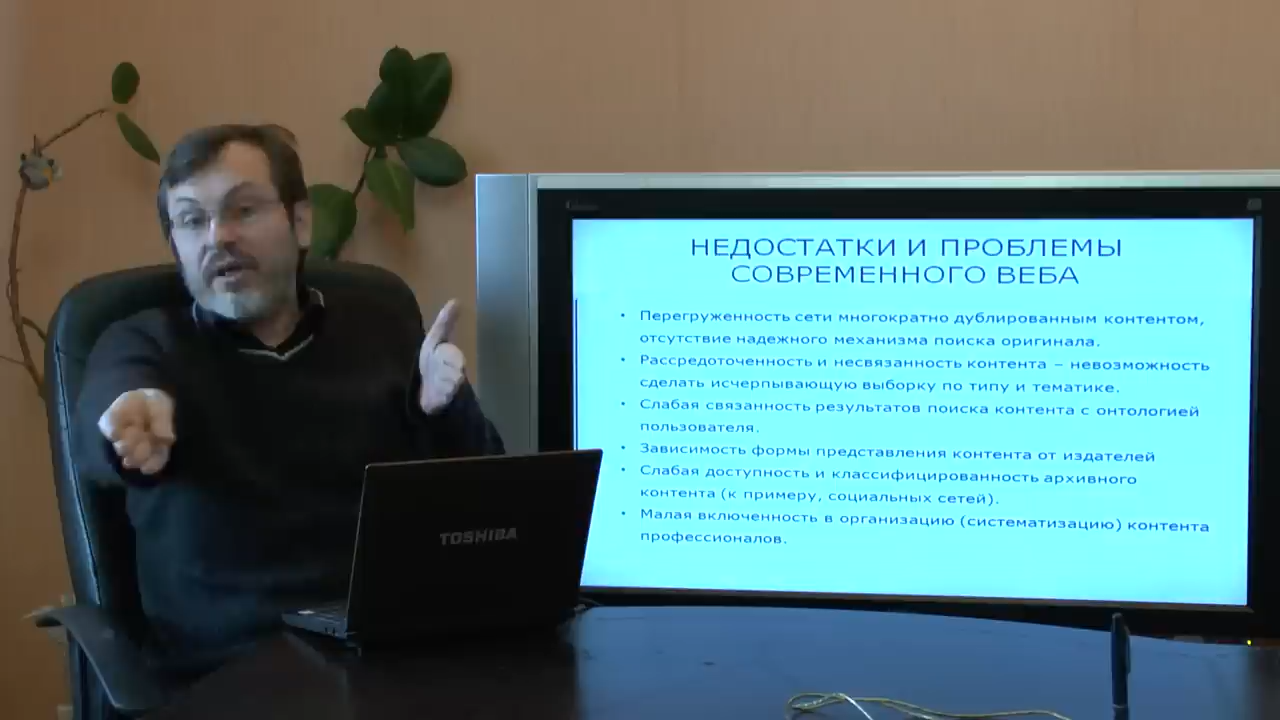 НЕДОСТАТКИ И ПРОБЛЕМЫ
СОВРЕМЕННОГО ВЕБА
• Перегруженность сети многократно дублированным контентом,
отсутствие надежного механизма поиска оригинала.
• Рассредоточенность и несвязанность контента – невозможность
сделать исчерпывающую выборку по типу и тематике.
• Слабая связанность результатов поиска контента с онтологией
пользователя.
• Зависимость формы представления контента от издателей
• Слабая доступность и классифицированность архивного
контента (к примеру, социальных сетей).
• Малая включенность в организацию (систематизацию) контента
профессионалов.
TOSHIBA